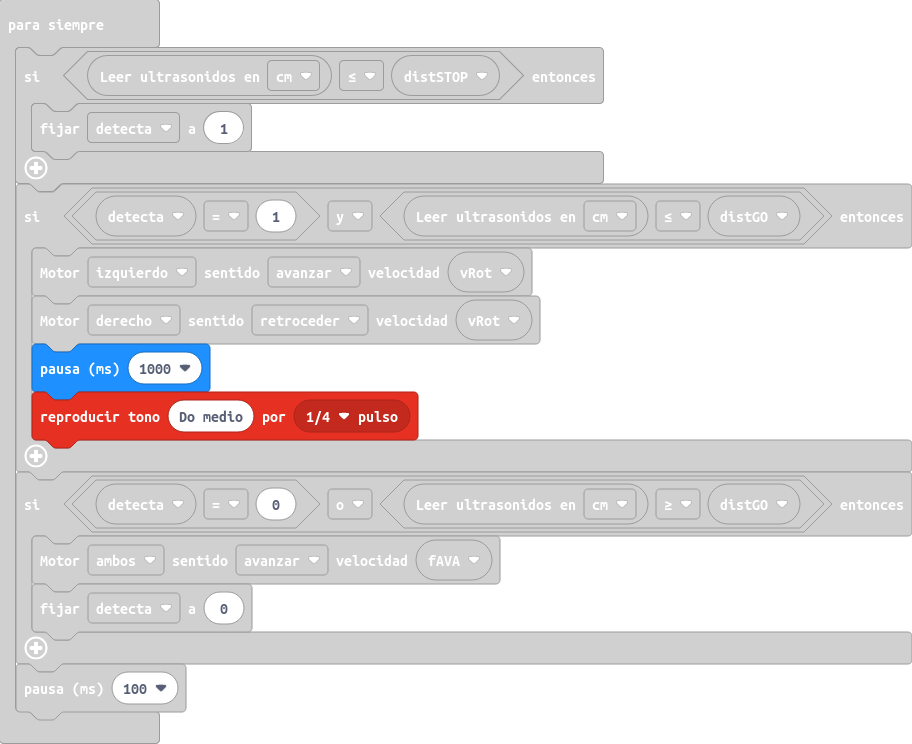 para siempre
si Leer ultrasonidos en cm ≤ distSTOP entonces
fijar detecta a 1
si detecta = 1 y Leer ultrasonidos en cm ≤ distGO entonces
Motor izquierdo sentido avanzar velocidad vRot
Motor derecho sentido retroceder velocidad vRot
pausa (ms) 1000
reproducir tono Do medio por 1/4 pulso
si detecta = 0 o Leer ultrasonidos en cm ≥ distGO entonces
Motor ambos sentido avanzar velocidad fAVA
fijar detecta a 0
pausa (ms) 100